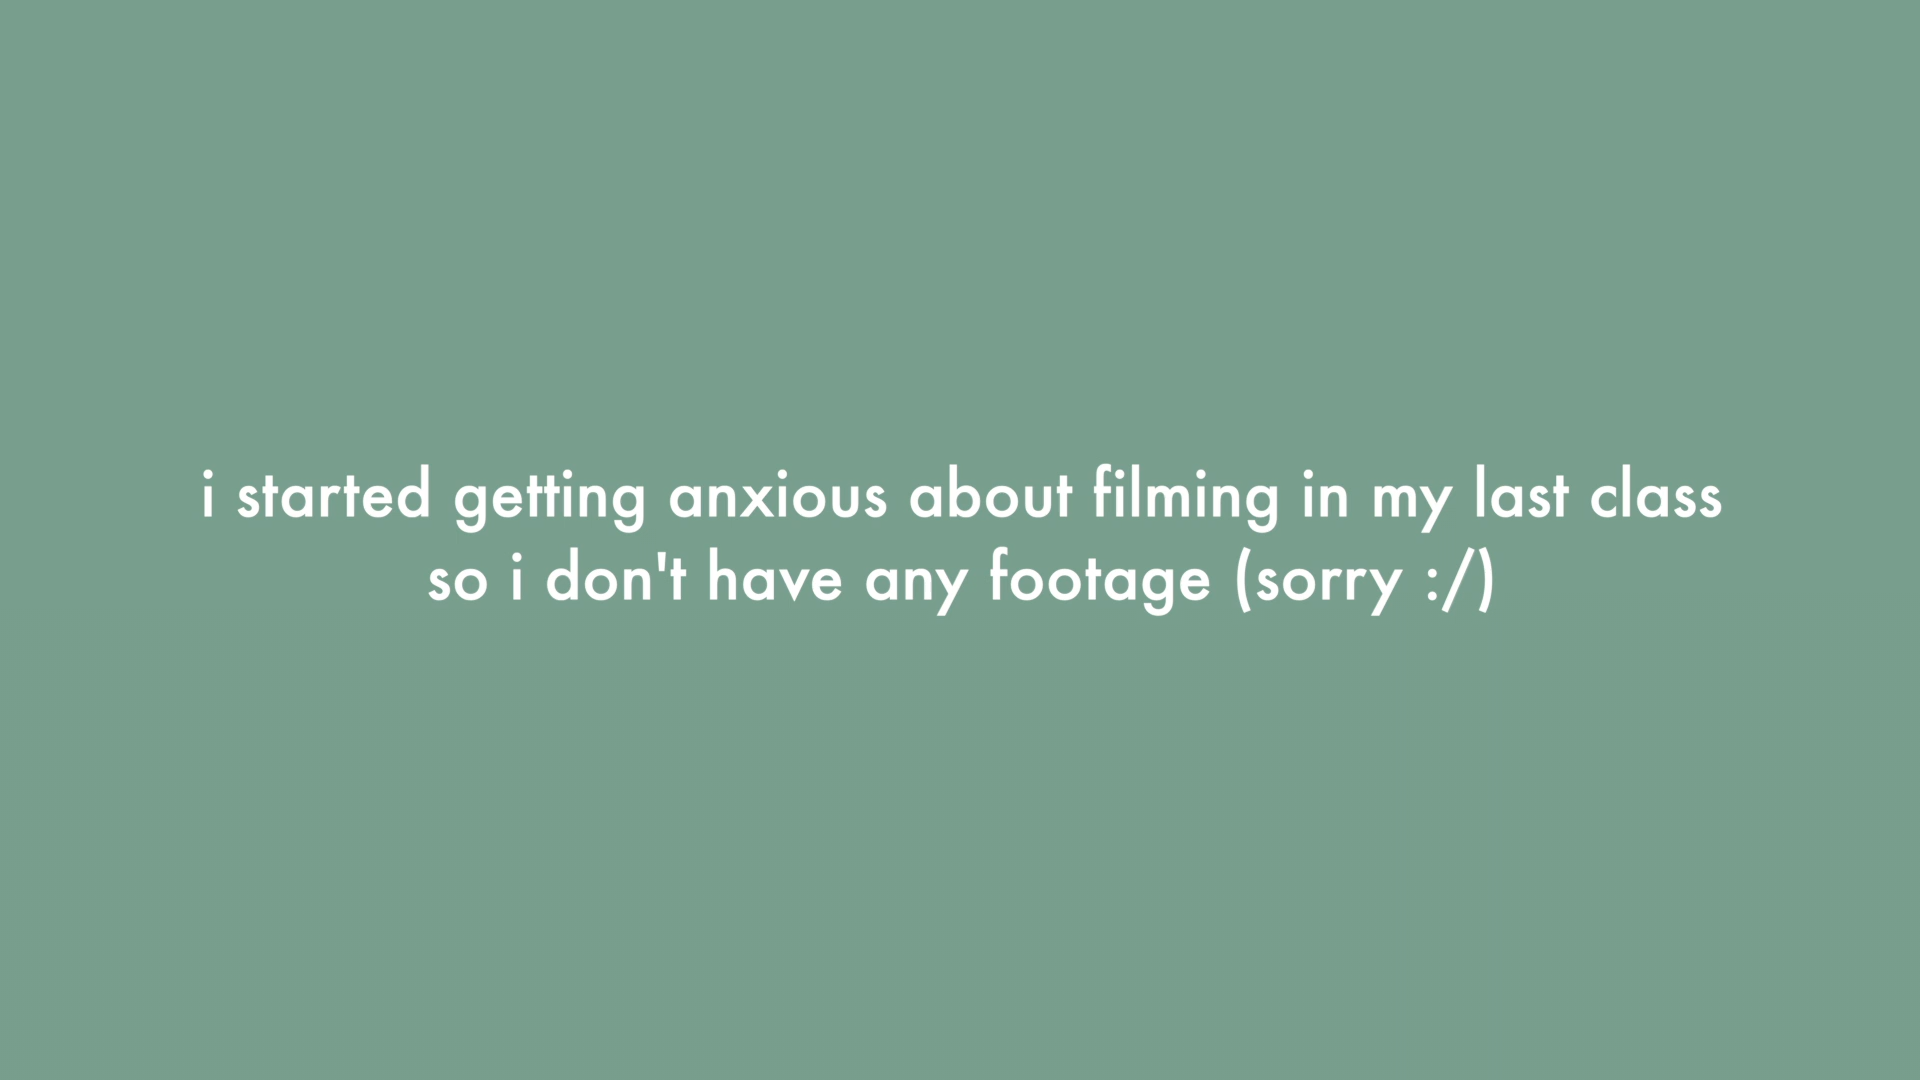 i started getting anxious about filming in my last class
so i don't have any footage (sorry :/)